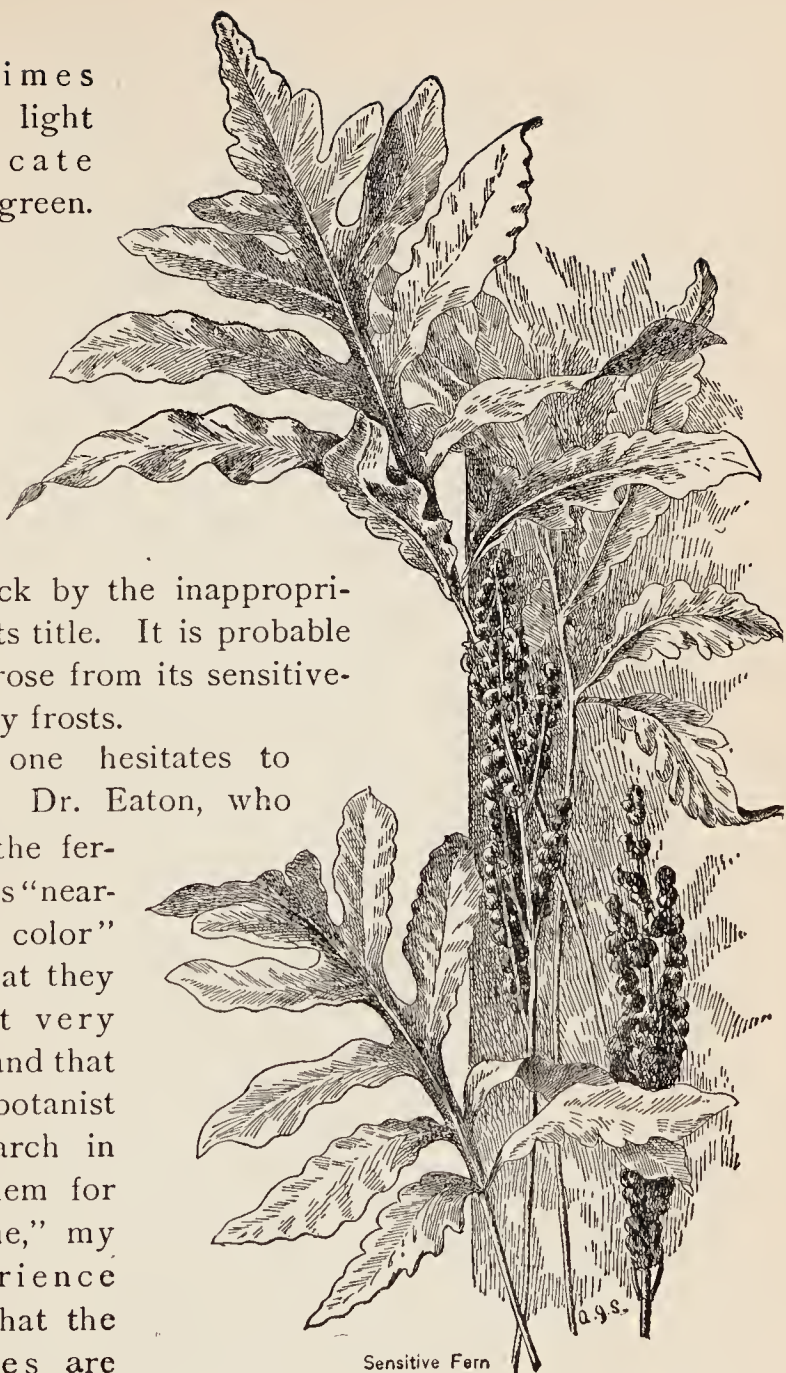 imes
light
cate
green.
ck by the inappropri-
ts title. It is probable
rose from its sensitive-
y frosts.
one hesitates to
Dr. Eaton, who
the fer-
s “near-
color”
at they
t very
and that
botanist
arch in
em for
e,” my
rience
hat the
es are
A.G.S.
Sensitive Fern